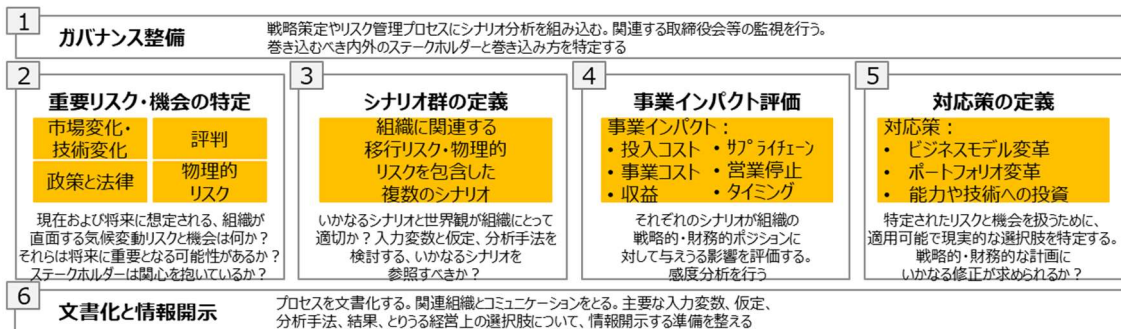 1
ガバナンス整備
戦略策定やリスク管理プロセスにシナリオ分析を組み込む。関連する取締役会等の監視を行う。
巻き込むべき内外のステークホルダーと巻き込み方を特定する
2
重要リスク・機会の特定
市場変化・
技術変化
評判
政策と法律
物理的
リスク
現在および将来に想定される、組織が
直面する気候変動リスクと機会は何か？
それらは将来に重要となる可能性があるか？
ステークホルダーは関心を抱いているか？
3
シナリオ群の定義
組織に関連する
移行リスク・物理的
リスクを包含した
複数のシナリオ
いかなるシナリオと世界観が組織にとって
適切か？入力変数と仮定、分析手法を
検討する、いかなるシナリオを
参照すべきか？
4
事業インパクト評価
事業インパクト：
• 投入コスト
• 事業コスト
• 収益
• ｻﾌﾟﾗｲﾁｪｰﾝ
• 営業停止
• タイミング
それぞれのシナリオが組織の
戦略的・財務的ポジションに
対して与えうる影響を評価する。
感度分析を行う
5
対応策の定義
対応策：
• ビジネスモデル変革
• ポートフォリオ変革
• 能力や技術への投資
特定されたリスクと機会を扱うために、
適用可能で現実的な選択肢を特定する。
戦略的・財務的な計画に
いかなる修正が求められるか？
6
文書化と情報開示
プロセスを文書化する。関連組織とコミュニケーションをとる。主要な入力変数、仮定、
分析手法、結果、とりうる経営上の選択肢について、情報開示する準備を整える